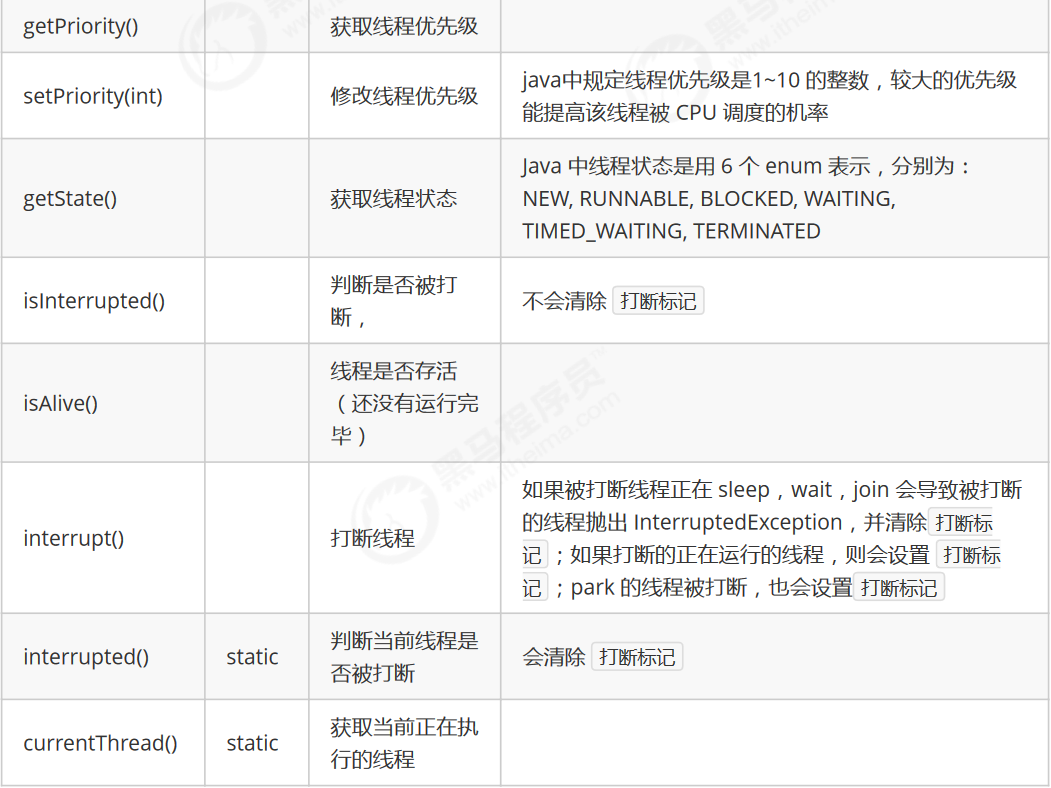 getPriority() 获取线程优先级
setPriority(int) 修改线程优先级 java中规定线程优先级是1~10 的整数，较大的优先级
能提高该线程被 CPU 调度的机率
getState() 获取线程状态 Java 中线程状态是用 6 个 enum 表示，分别为：
NEW, RUNNABLE, BLOCKED, WAITING,
TIMED_WAITING, TERMINATED
isInterrupted() 判断是否被打
断， 不会清除 打断标记
isAlive() 线程是否存活
（还没有运行完
毕）
interrupt() 打断线程 如果被打断线程正在 sleep，wait，join 会导致被打断
的线程抛出 InterruptedException，并清除 打断标
记 ；如果打断的正在运行的线程，则会设置 打断标
记 ；park 的线程被打断，也会设置 打断标记
interrupted() static 判断当前线程是
否被打断 会清除 打断标记
currentThread() static 获取当前正在执
行的线程
黑马程序员™
www.itheima.com